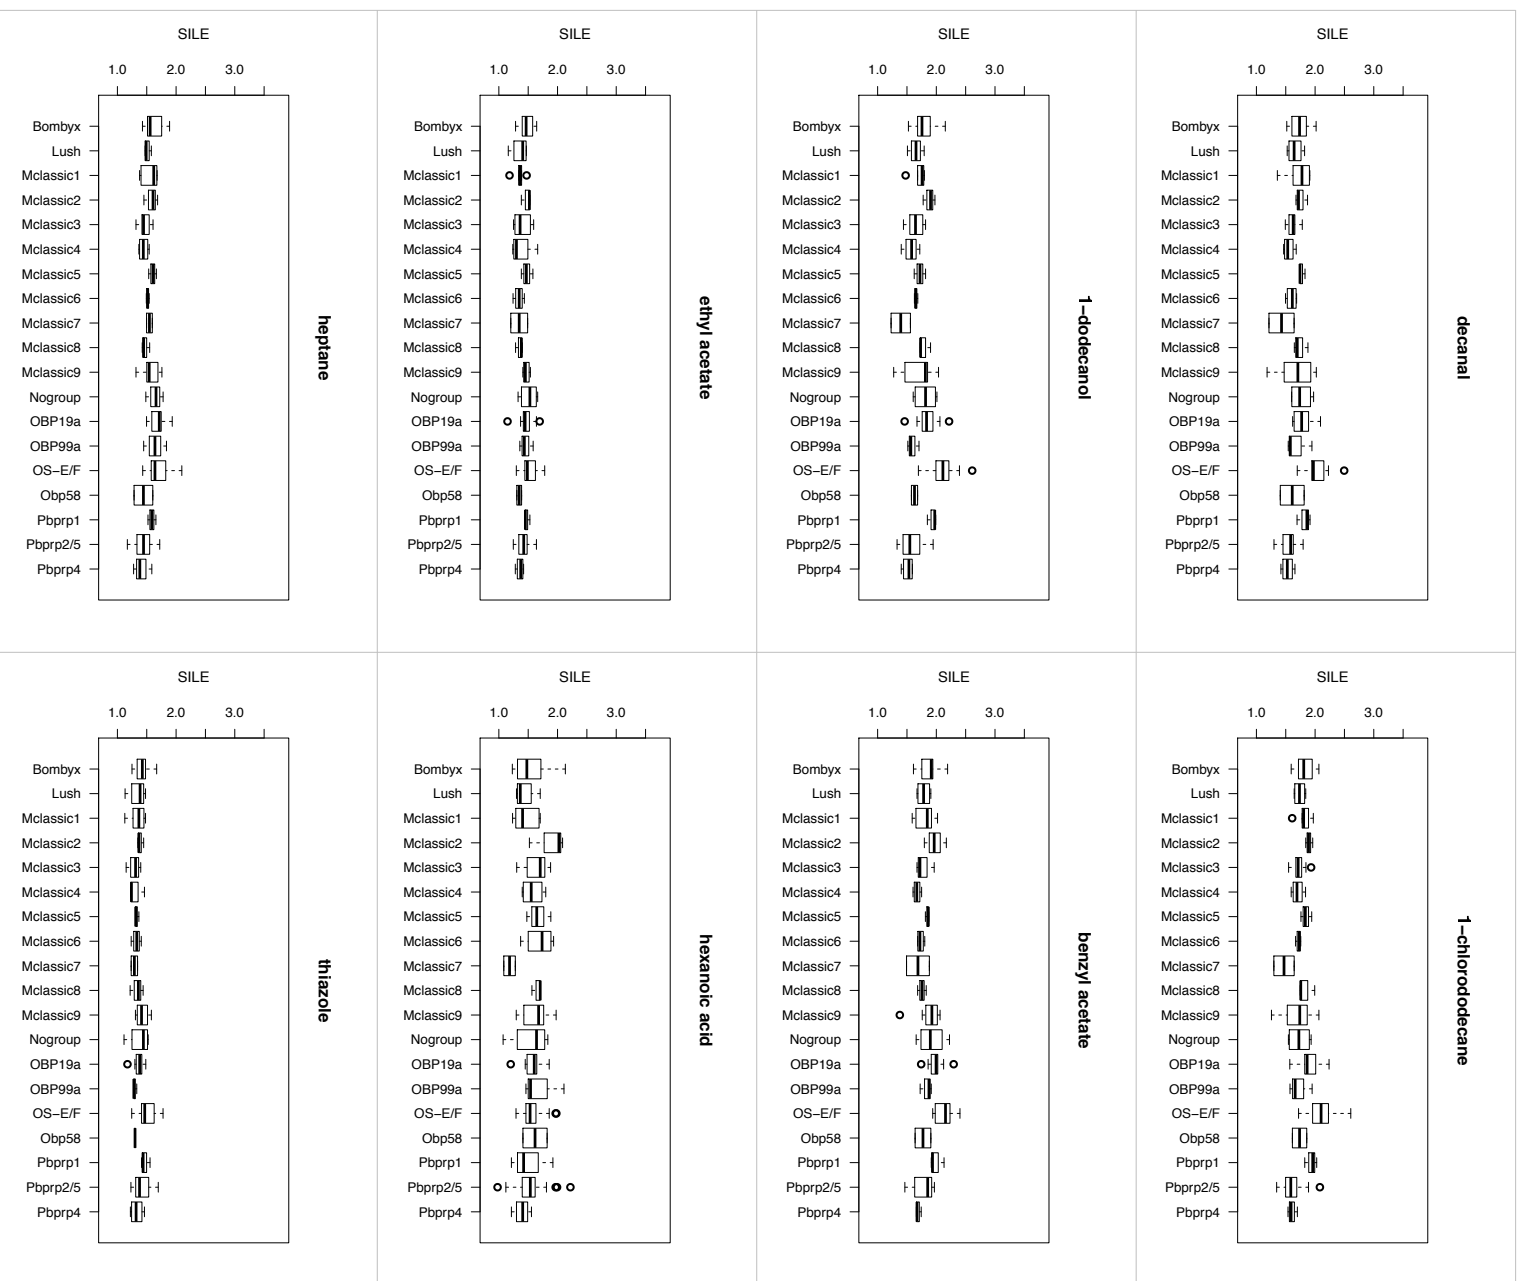 SILE
1.0 2.0 3.0
Bombyx
Lush
Mclassic1
Mclassic2
Mclassic3
Mclassic4
Mclassic5
Mclassic6
Mclassic7
Mclassic8
Mclassic9
Nogroup
OBP19a
OBP99a
OS−E/F
Obp58
Pbprp1
Pbprp2/5
Pbprp4
heptane
SILE
1.0 2.0 3.0
Bombyx
Lush
Mclassic1
Mclassic2
Mclassic3
Mclassic4
Mclassic5
Mclassic6
Mclassic7
Mclassic8
Mclassic9
Nogroup
OBP19a
OBP99a
OS−E/F
Obp58
Pbprp1
Pbprp2/5
Pbprp4
ethyl acetate
SILE
1.0 2.0 3.0
Bombyx
Lush
Mclassic1
Mclassic2
Mclassic3
Mclassic4
Mclassic5
Mclassic6
Mclassic7
Mclassic8
Mclassic9
Nogroup
OBP19a
OBP99a
OS−E/F
Obp58
Pbprp1
Pbprp2/5
Pbprp4
1−dodecanol
SILE
1.0 2.0 3.0
Bombyx
Lush
Mclassic1
Mclassic2
Mclassic3
Mclassic4
Mclassic5
Mclassic6
Mclassic7
Mclassic8
Mclassic9
Nogroup
OBP19a
OBP99a
OS−E/F
Obp58
Pbprp1
Pbprp2/5
Pbprp4
decanal
SILE
1.0 2.0 3.0
Bombyx
Lush
Mclassic1
Mclassic2
Mclassic3
Mclassic4
Mclassic5
Mclassic6
Mclassic7
Mclassic8
Mclassic9
Nogroup
OBP19a
OBP99a
OS−E/F
Obp58
Pbprp1
Pbprp2/5
Pbprp4
thiazole
SILE
1.0 2.0 3.0
Bombyx
Lush
Mclassic1
Mclassic2
Mclassic3
Mclassic4
Mclassic5
Mclassic6
Mclassic7
Mclassic8
Mclassic9
Nogroup
OBP19a
OBP99a
OS−E/F
Obp58
Pbprp1
Pbprp2/5
Pbprp4
hexanoic acid
SILE
1.0 2.0 3.0
Bombyx
Lush
Mclassic1
Mclassic2
Mclassic3
Mclassic4
Mclassic5
Mclassic6
Mclassic7
Mclassic8
Mclassic9
Nogroup
OBP19a
OBP99a
OS−E/F
Obp58
Pbprp1
Pbprp2/5
Pbprp4
benzyl acetate
SILE
1.0 2.0 3.0
Bombyx
Lush
Mclassic1
Mclassic2
Mclassic3
Mclassic4
Mclassic5
Mclassic6
Mclassic7
Mclassic8
Mclassic9
Nogroup
OBP19a
OBP99a
OS−E/F
Obp58
Pbprp1
Pbprp2/5
Pbprp4
1−chlorododecane